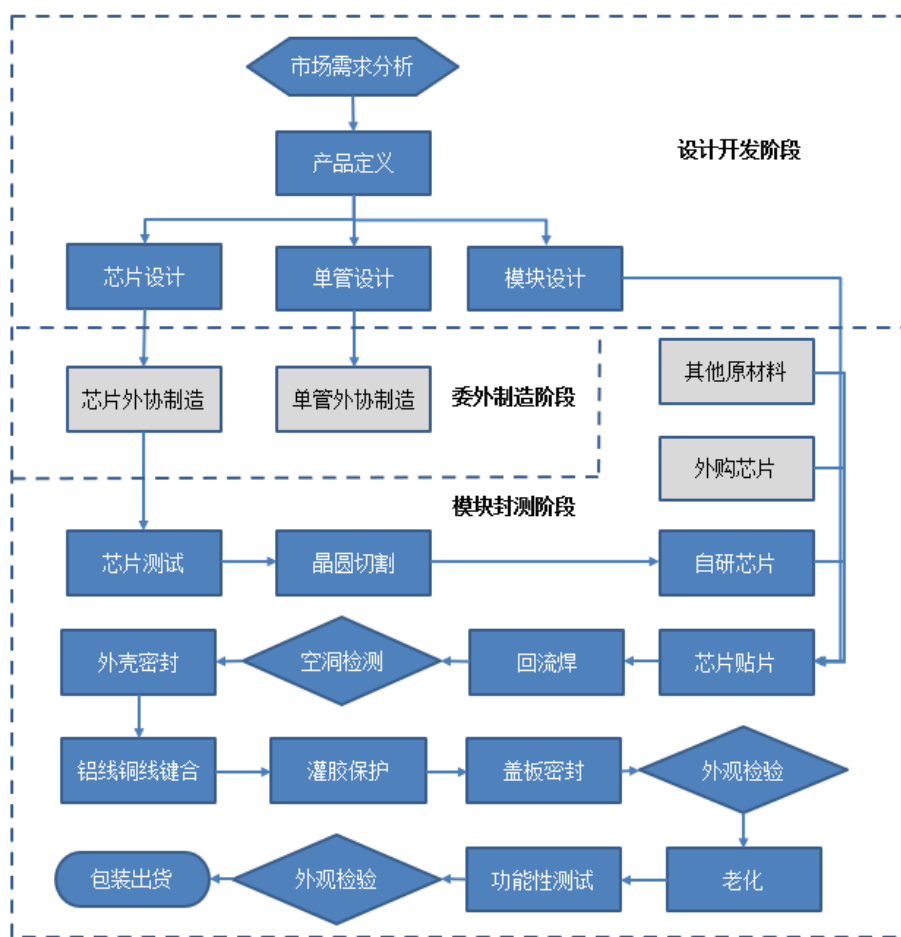 市场需求分析
产品定义
设计开发阶段
芯片设计
单管设计
模块设计
芯片外协制造
单管外协制造
委外制造阶段
其他原材料
外购芯片
模块封测阶段
芯片测试
晶圆切割
自研芯片
外壳密封
空洞检测
回流焊
芯片贴片
铝线铜线键合
灌胶保护
盖板密封
外观检验
包装出货
外观检验
功能性测试
老化